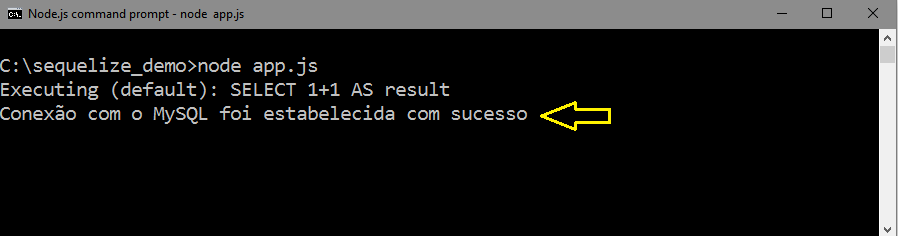 Node.js command prompt - node app.js
C:\sequelize_demo>node app.js
Executing (default): SELECT 1+1 AS result
Conexão com o MySQL foi estabelecida com sucesso